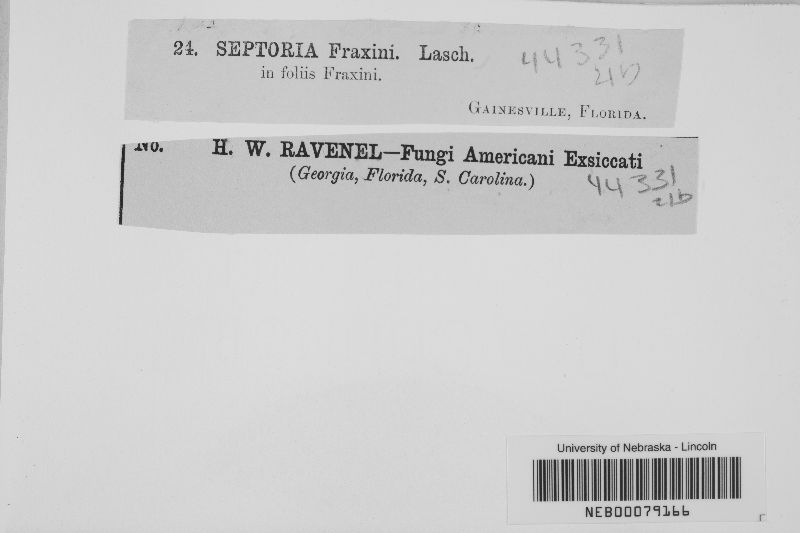 24. SEPTORIA Fraxini. Lasch.
in foliis Fraxini.
44331
21b
GAINESVILLE, FLORIDA.
No. H. W. RAVENEL—Fungi Americani Exsiccati
(Georgia, Florida, S. Carolina.)
44331
21b
University of Nebraska - Lincoln
NEB00079166